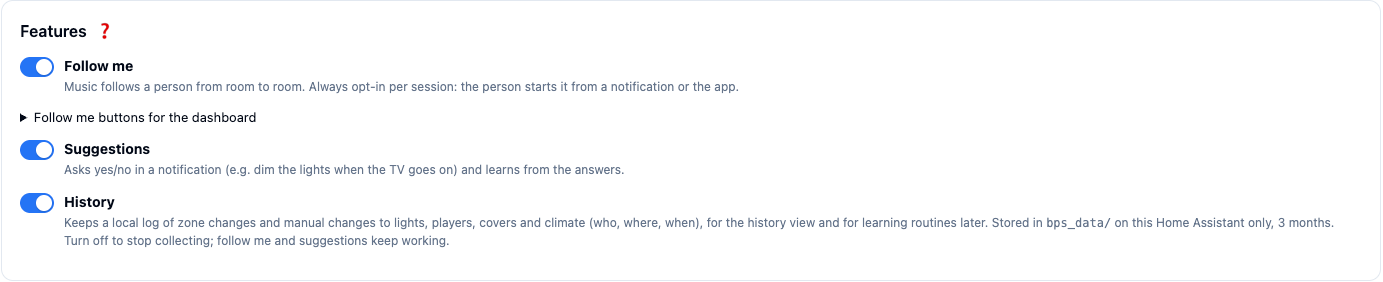 Features ❓
Follow me
Music follows a person from room to room. Always opt-in per session: the person starts it from a notification or the app.
▶ Follow me buttons for the dashboard
Suggestions
Asks yes/no in a notification (e.g. dim the lights when the TV goes on) and learns from the answers.
History
Keeps a local log of zone changes and manual changes to lights, players, covers and climate (who, where, when), for the history view and for learning routines later. Stored in bps_data/ on this Home Assistant only, 3 months.
Turn off to stop collecting; follow me and suggestions keep working.